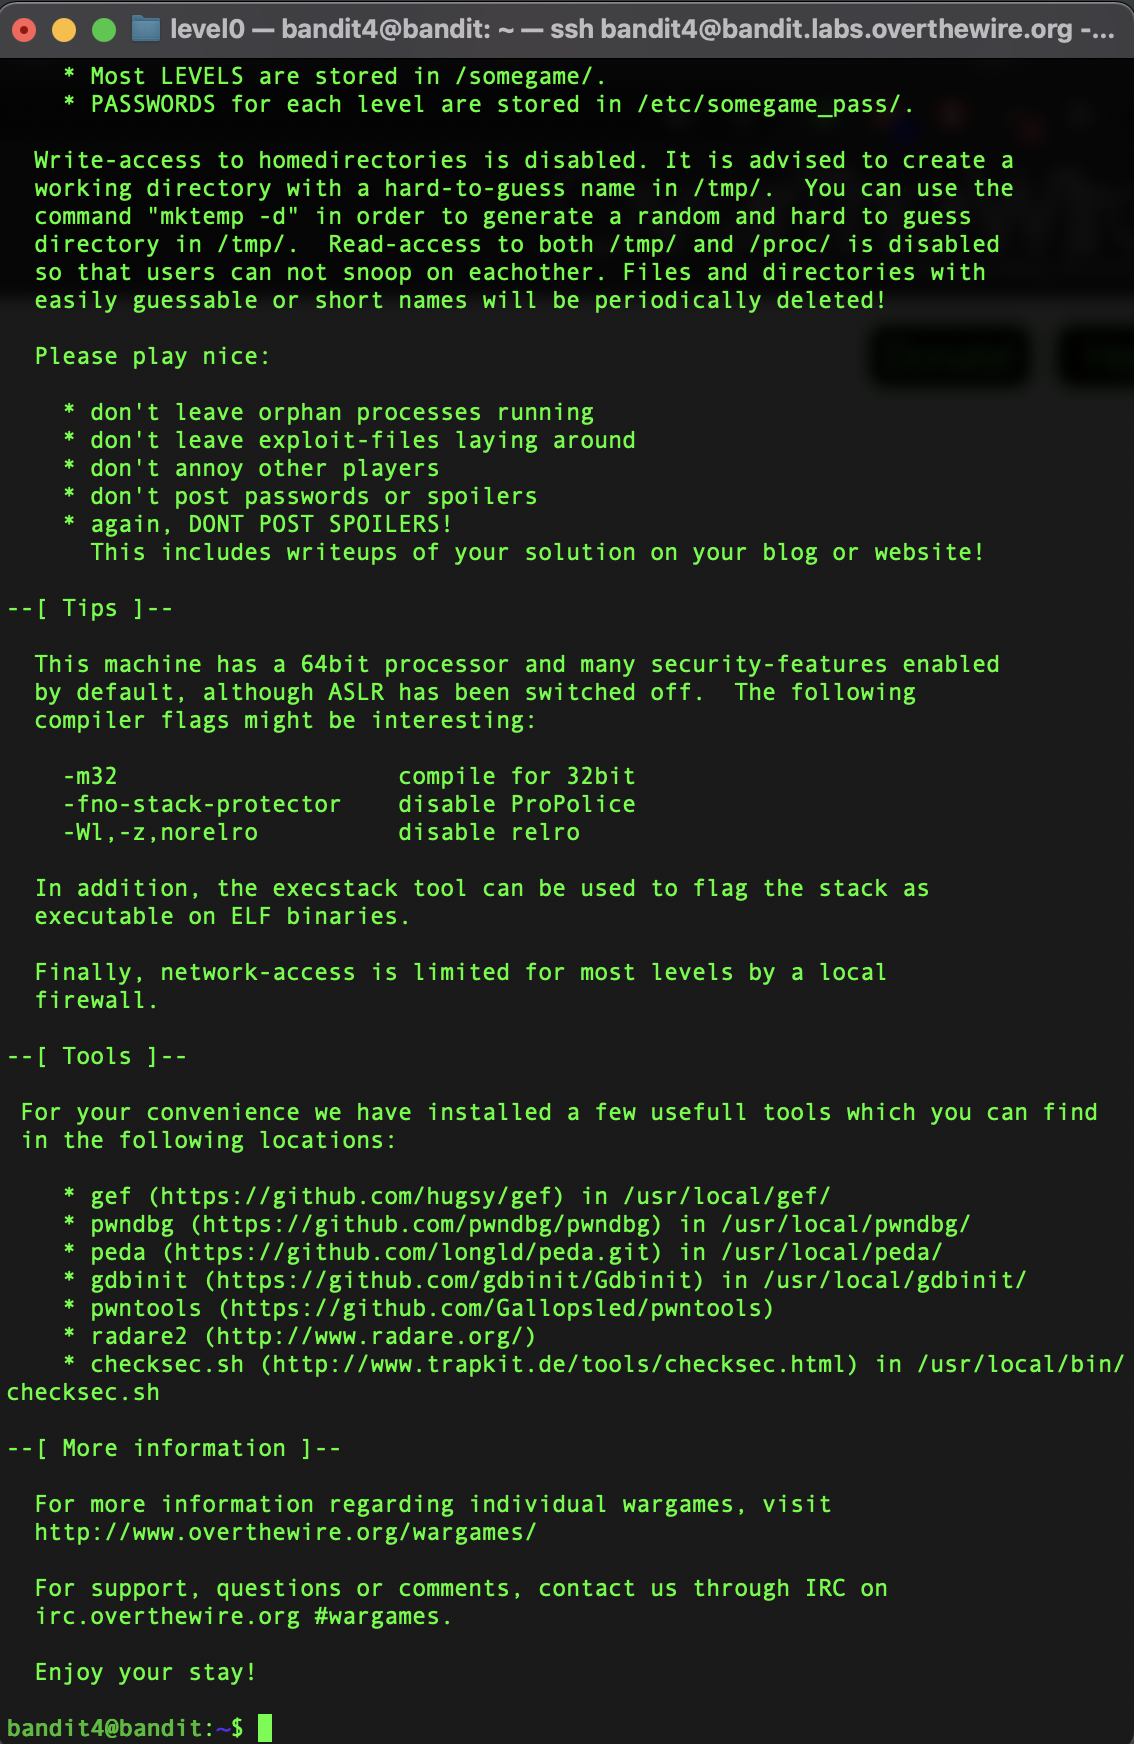 level0 — bandit4@bandit: ~ — ssh bandit4@bandit.labs.overthewire.org -...
* Most LEVELS are stored in /somegame/.
* PASSWORDS for each level are stored in /etc/somegame_pass/.
Write-access to homedirectories is disabled. It is advised to create a
working directory with a hard-to-guess name in /tmp/.  You can use the
command "mktemp -d" in order to generate a random and hard to guess
directory in /tmp/.  Read-access to both /tmp/ and /proc/ is disabled
so that users can not snoop on eachother. Files and directories with
easily guessable or short names will be periodically deleted!
Please play nice:
* don't leave orphan processes running
* don't leave exploit-files laying around
* don't annoy other players
* don't post passwords or spoilers
* again, DONT POST SPOILERS!
This includes writeups of your solution on your blog or website!
--[ Tips ]--
This machine has a 64bit processor and many security-features enabled
by default, although ASLR has been switched off.  The following
compiler flags might be interesting:
-m32                    compile for 32bit
-fno-stack-protector    disable ProPolice
-Wl,-z,norelro          disable relro
In addition, the execstack tool can be used to flag the stack as
executable on ELF binaries.
Finally, network-access is limited for most levels by a local
firewall.
--[ Tools ]--
For your convenience we have installed a few usefull tools which you can find
in the following locations:
* gef (https://github.com/hugsy/gef) in /usr/local/gef/
* pwndbg (https://github.com/pwndbg/pwndbg) in /usr/local/pwndbg/
* peda (https://github.com/longld/peda.git) in /usr/local/peda/
* gdbinit (https://github.com/gdbinit/Gdbinit) in /usr/local/gdbinit/
* pwntools (https://github.com/Gallopsled/pwntools)
* radare2 (http://www.radare.org/)
* checksec.sh (http://www.trapkit.de/tools/checksec.html) in /usr/local/bin/
checksec.sh
--[ More information ]--
For more information regarding individual wargames, visit
http://www.overthewire.org/wargames/
For support, questions or comments, contact us through IRC on
irc.overthewire.org #wargames.
Enjoy your stay!
bandit4@bandit:~$